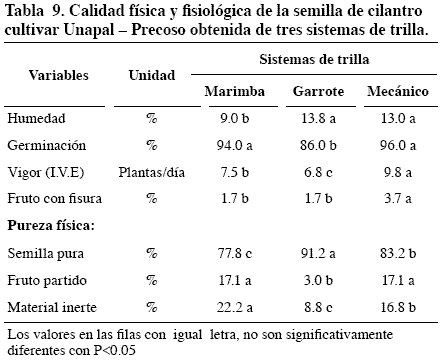 Tabla 9. Calidad física y fisiológica de la semilla de cilantro
cultivar Unapal – Precoso obtenida de tres sistemas de trilla.
Variables Unidad Sistemas de trilla
Marimba Garrote Mecánico
Humedad % 9.0 b 13.8 a 13.0 a
Germinación % 94.0 a 86.0 b 96.0 a
Vigor (I.V.E) Plantas/día 7.5 b 6.8 c 9.8 a
Fruto con fisura % 1.7 b 1.7 b 3.7 a
Pureza física:
Semilla pura % 77.8 c 91.2 a 83.2 b
Fruto partido % 17.1 a 3.0 b 17.1 a
Material inerte % 22.2 a 8.8 c 16.8 b
Los valores en las filas con igual letra, no son significativamente
diferentes con P<0.05